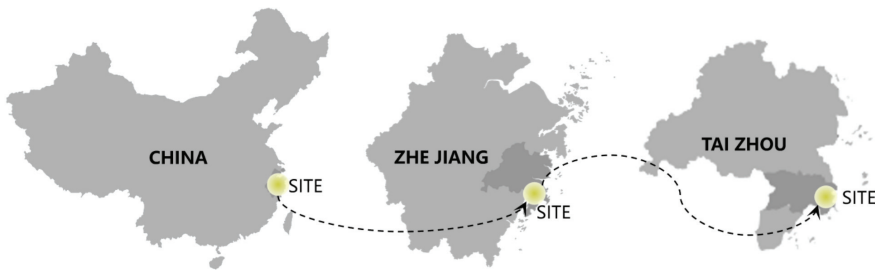 CHINA
SITE
ZHE JIANG
SITE
TAI ZHOU
SITE